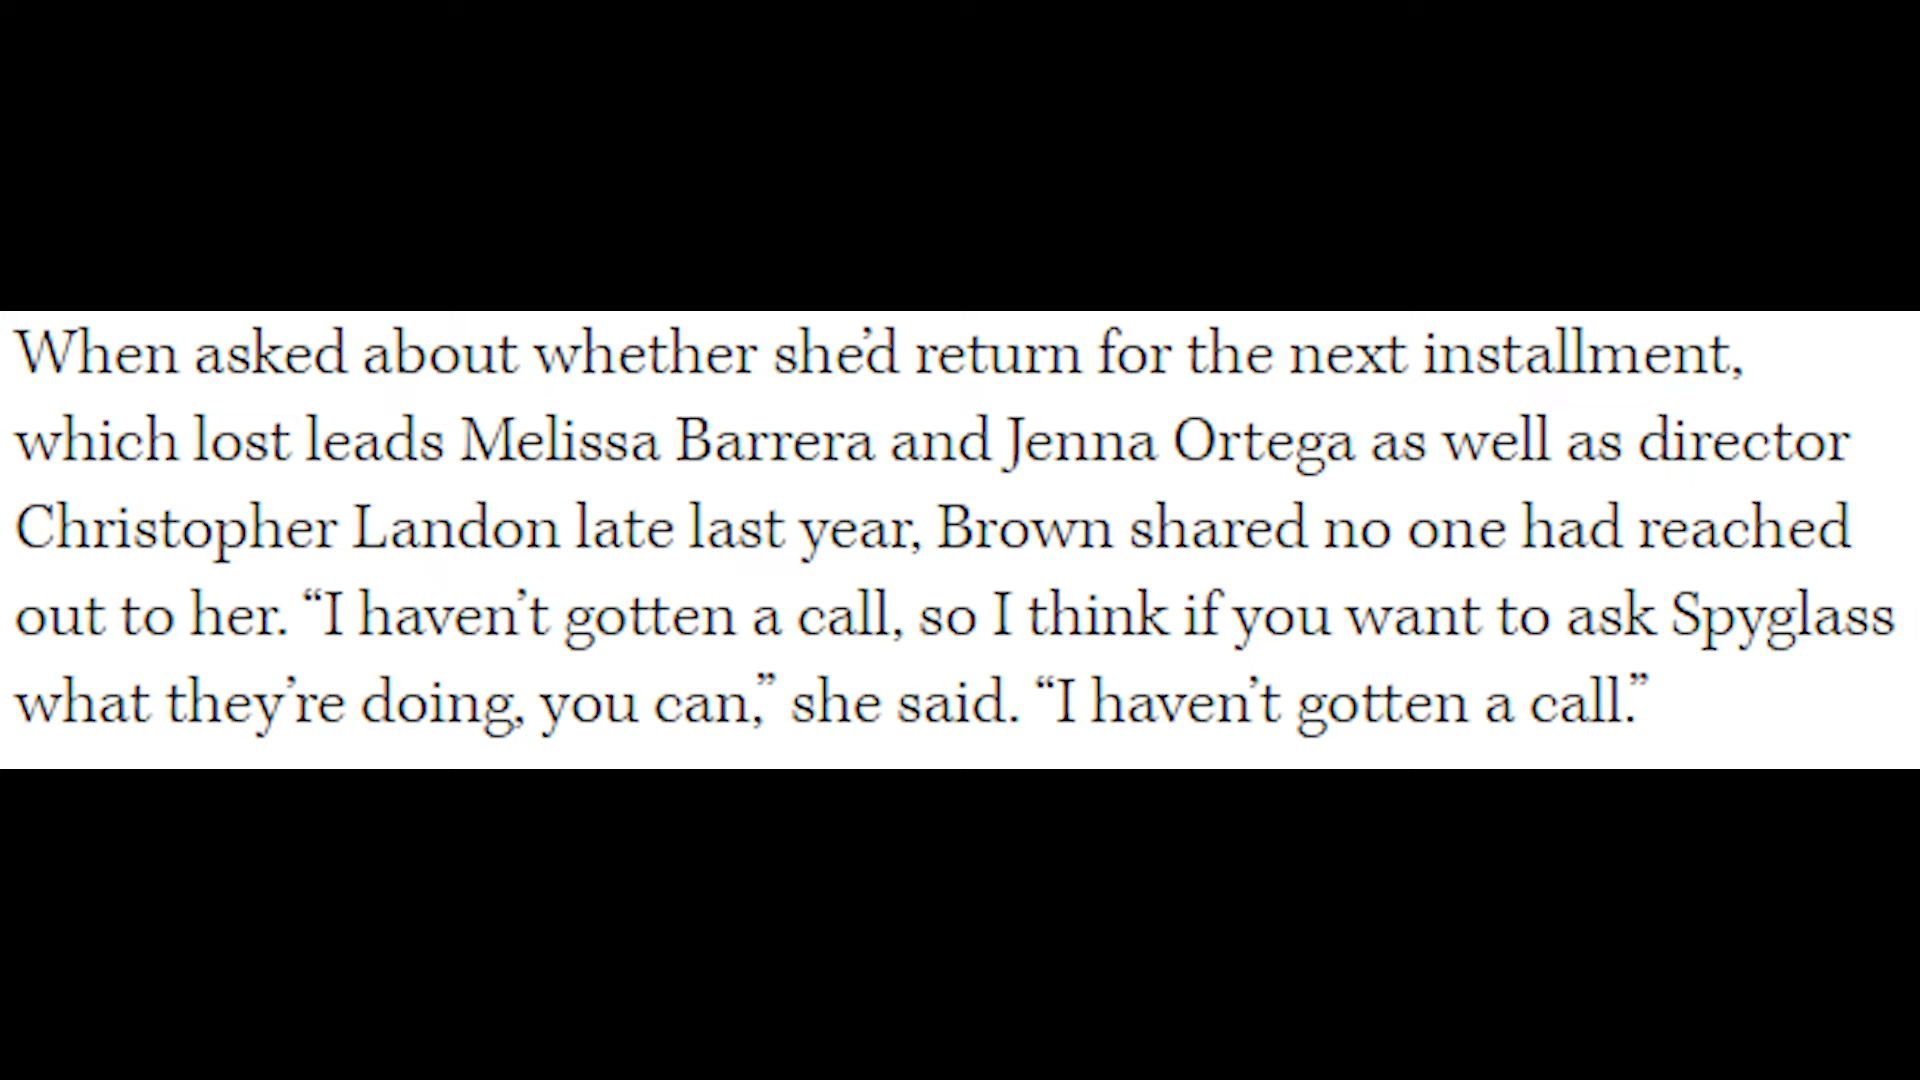 When asked about whether she’d return for the next installment,
which lost leads Melissa Barrera and Jenna Ortega as well as director
Christopher Landon late last year, Brown shared no one had reached
out to her. “I haven’t gotten a call, so I think if you want to ask Spyglass
what they’re doing, you can,” she said. “I haven’t gotten a call.”